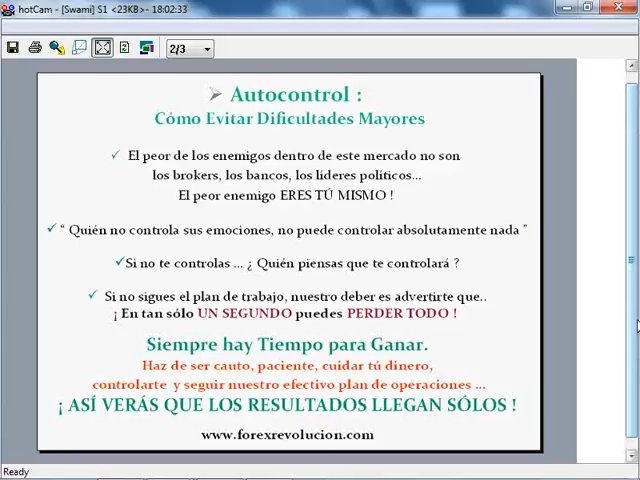 hotCam - [Swami] S1 <23KB> - 18:02:33
2/3
Autocontrol :
Cómo Evitar Dificultades Mayores
El peor de los enemigos dentro de este mercado no son
los brokers, los bancos, los líderes políticos...
El peor enemigo ERES TÚ MISMO !
“ Quién no controla sus emociones, no puede controlar absolutamente nada ”
Si no te controlas ... ¿ Quién piensas que te controlará ?
Si no sigues el plan de trabajo, nuestro deber es advertirte que..
¡ En tan sólo UN SEGUNDO puedes PERDER TODO !
Siempre hay Tiempo para Ganar.
Haz de ser cauto, paciente, cuidar tú dinero,
controlarte y seguir nuestro efectivo plan de operaciones ...
¡ ASÍ VERÁS QUE LOS RESULTADOS LLEGAN SÓLOS !
www.forexrevolucion.com
Ready